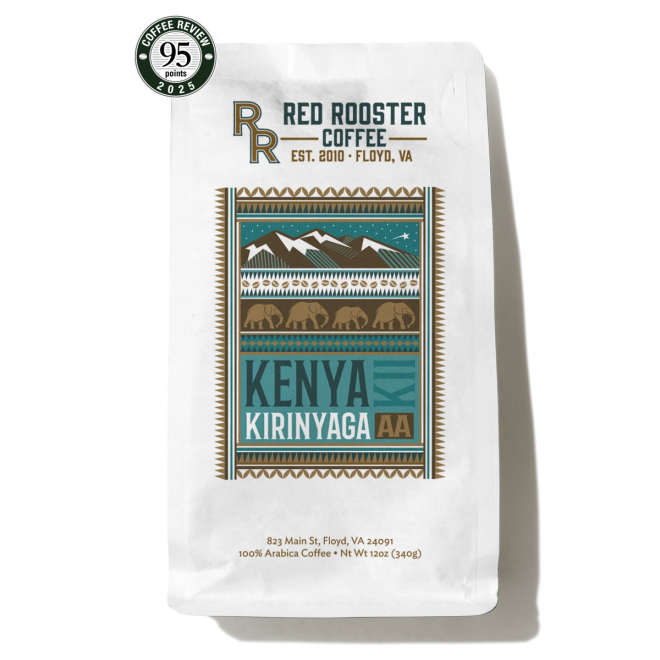 COFFEE REVIEW
95
points
2025
RR
RED ROOSTER
COFFEE
EST. 2010 · FLOYD, VA
KENYA KII
KIRINYAGA AA
823 Main St, Floyd, VA 24091
100% Arabica Coffee • Nt Wt 12oz (340g)